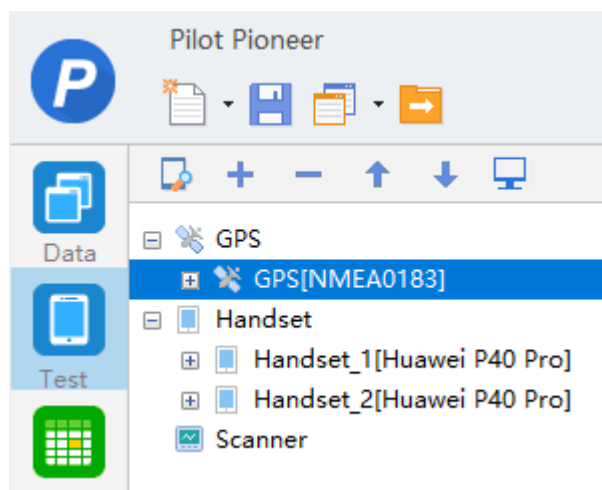 Pilot Pioneer
P
Data
Test
GPS
GPS[NMEA0183]
Handset
Handset_1[Huawei P40 Pro]
Handset_2[Huawei P40 Pro]
Scanner